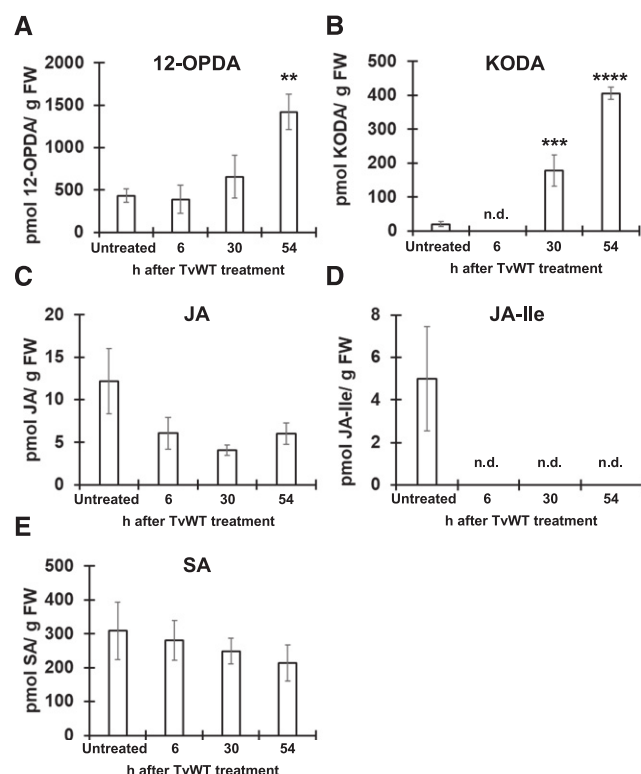 A
12-OPDA
pmol 12-OPDA/ g FW
2000
1500
1000
500
0
**
Untreated 6 30 54
h after TvWT treatment
B
KODA
pmol KODA/ g FW
500
400
300
200
100
0
n.d.
***
****
Untreated 6 30 54
h after TvWT treatment
C
JA
pmol JA/ g FW
20
15
10
5
0
Untreated 6 30 54
h after TvWT treatment
D
JA-Ile
pmol JA-Ile/ g FW
8
6
4
2
0
n.d. n.d. n.d.
Untreated 6 30 54
h after TvWT treatment
E
SA
pmol SA/ g FW
500
400
300
200
100
0
Untreated 6 30 54
h after TvWT treatment